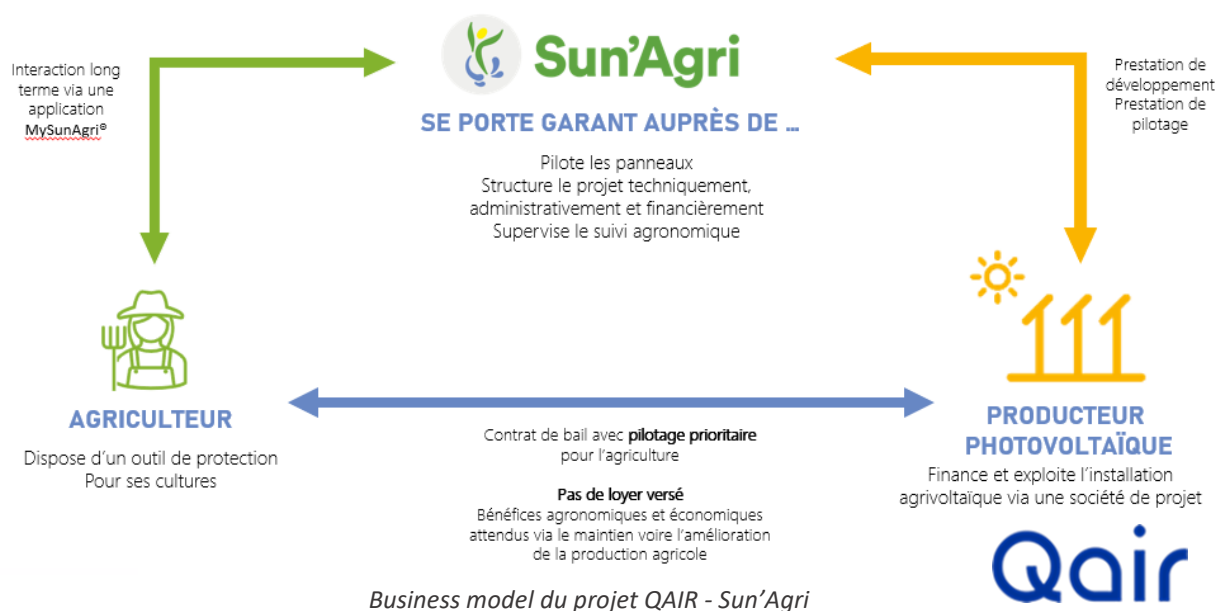 Sun'Agri
SE PORTE GARANT AUPRÈS DE ...
Pilote les panneaux
Structure le projet techniquement,
administrativement et financièrement
Supervise le suivi agronomique
Interaction long
terme via une
application
MySunAgri®
Prestation de
développement
Prestation de
pilotage
AGRICULTEUR
Dispose d'un outil de protection
Pour ses cultures
Contrat de bail avec pilotage prioritaire
pour l'agriculture
Pas de loyer versé
Bénéfices agronomiques et économiques
attendus via le maintien voire l'amélioration
de la production agricole
PRODUCTEUR
PHOTOVOLTAÏQUE
Finance et exploite l'installation
agrivoltaïque via une société de projet
Qair
Business model du projet QAIR - Sun'Agri